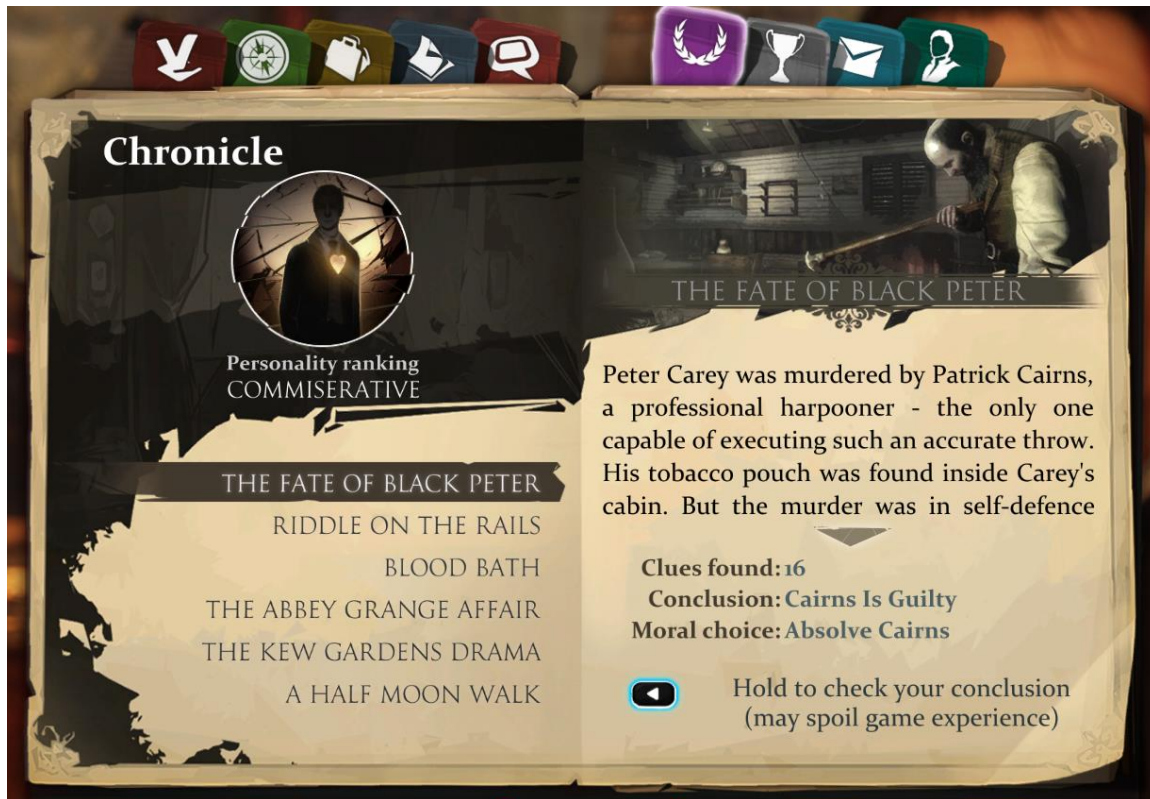 Chronicle
Personality ranking
COMMISERATIVE
THE FATE OF BLACK PETER
RIDDLE ON THE RAILS
BLOOD BATH
THE ABBEY GRANGE AFFAIR
THE KEW GARDENS DRAMA
A HALF MOON WALK
THE FATE OF BLACK PETER
Peter Carey was murdered by Patrick Cairns,
a professional harpooner - the only one
capable of executing such an accurate throw.
His tobacco pouch was found inside Carey's
cabin. But the murder was in self-defence
Clues found: 16
Conclusion: Cairns Is Guilty
Moral choice: Absolve Cairns
Hold to check your conclusion
(may spoil game experience)